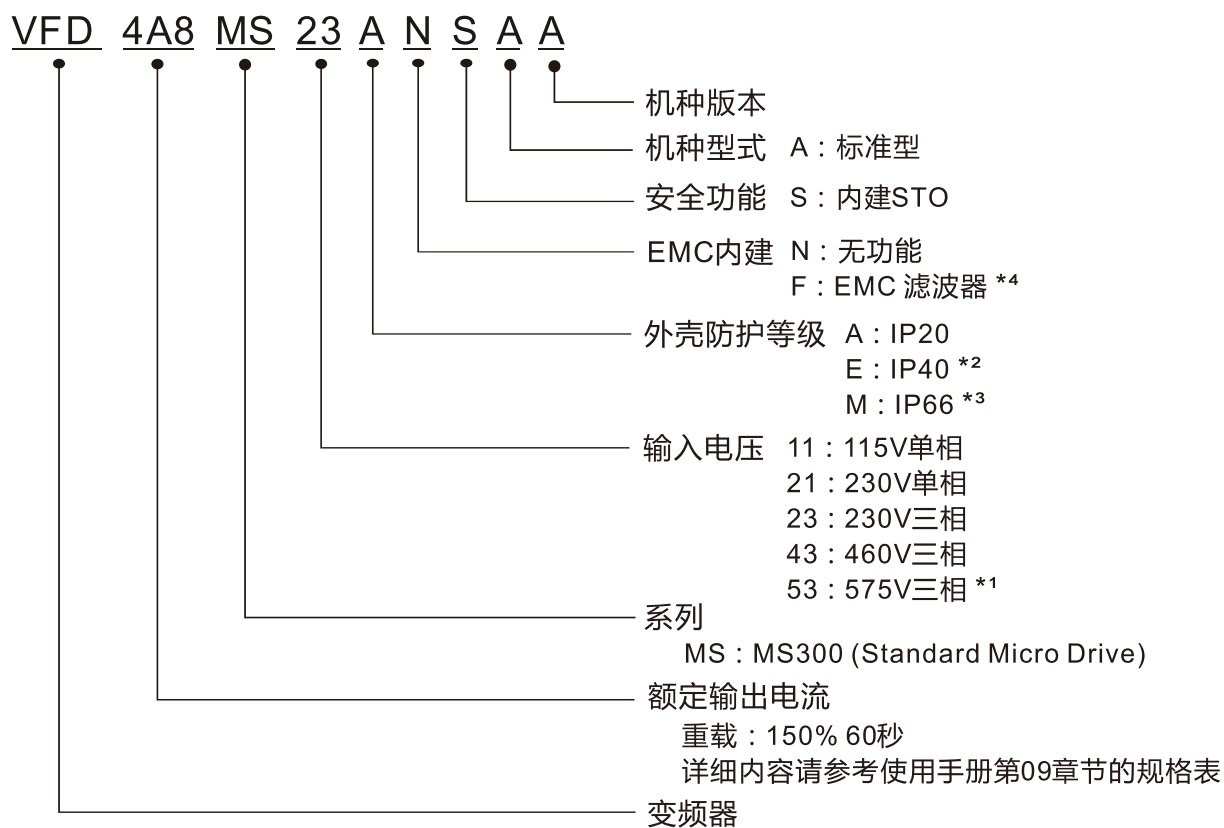 VFD 4A8 MS 23 A N S A A
机种版本
机种型式 A：标准型
安全功能 S：内建STO
EMC内建 N：无功能
F：EMC 滤波器 *4
外壳防护等级 A：IP20
E：IP40 *2
M：IP66 *3
输入电压 11：115V单相
21：230V单相
23：230V三相
43：460V三相
53：575V三相 *1
系列
MS：MS300 (Standard Micro Drive)
额定输出电流
重载：150% 60秒
详细内容请参考使用手册第09章节的规格表
变频器